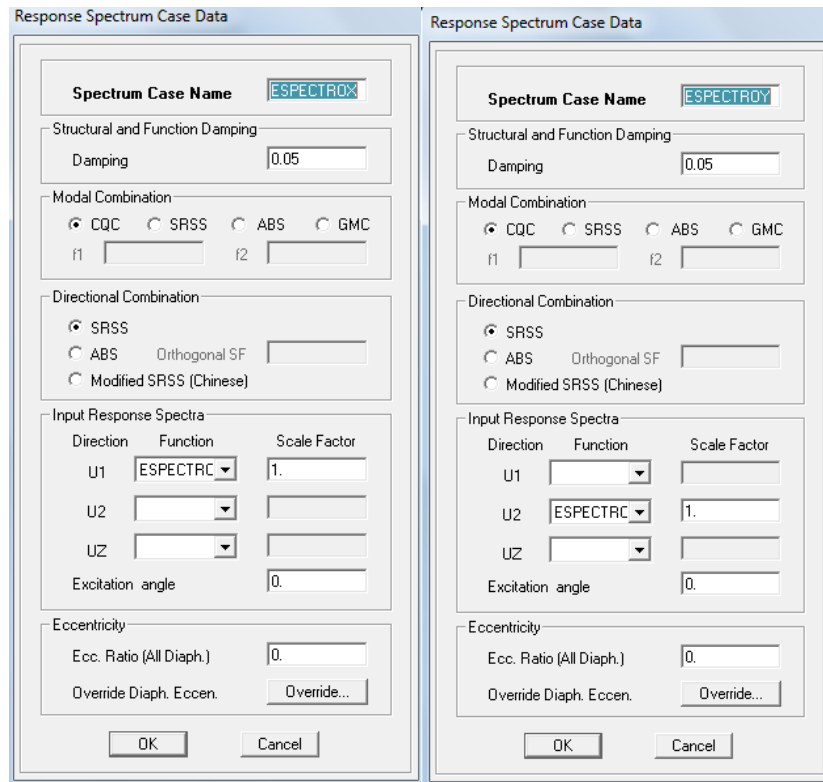 Response Spectrum Case Data
Spectrum Case Name ESPECTROX
Structural and Function Damping
Damping 0.05
Modal Combination
CQC SRSS ABS GMC
f1 f2
Directional Combination
SRSS
ABS Orthogonal SF
Modified SRSS (Chinese)
Input Response Spectra
Direction Function Scale Factor
U1 ESPECTRC 1.
U2
UZ
Excitation angle 0.
Eccentricity
Ecc. Ratio (All Diaph.) 0.
Override Diaph. Eccen. Override...
OK Cancel
Response Spectrum Case Data
Spectrum Case Name ESPECTROY
Structural and Function Damping
Damping 0.05
Modal Combination
CQC SRSS ABS GMC
f1 f2
Directional Combination
SRSS
ABS Orthogonal SF
Modified SRSS (Chinese)
Input Response Spectra
Direction Function Scale Factor
U1
U2 ESPECTRC 1.
UZ
Excitation angle 0.
Eccentricity
Ecc. Ratio (All Diaph.) 0.
Override Diaph. Eccen. Override...
OK Cancel